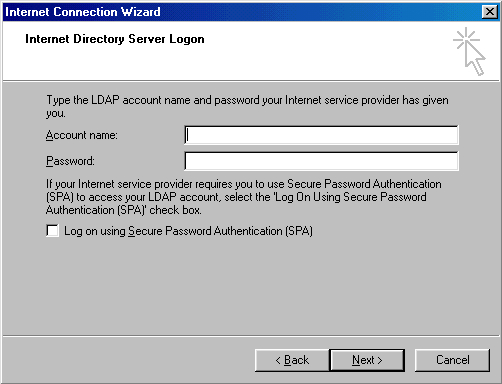 Internet Connection Wizard
Internet Directory Server Logon
Type the LDAP account name and password your Internet service provider has given
you.
Account name:
Password:
If your Internet service provider requires you to use Secure Password Authentication
(SPA) to access your LDAP account, select the 'Log On Using Secure Password
Authentication (SPA)' check box.
Log on using Secure Password Authentication (SPA)
< Back
Next >
Cancel